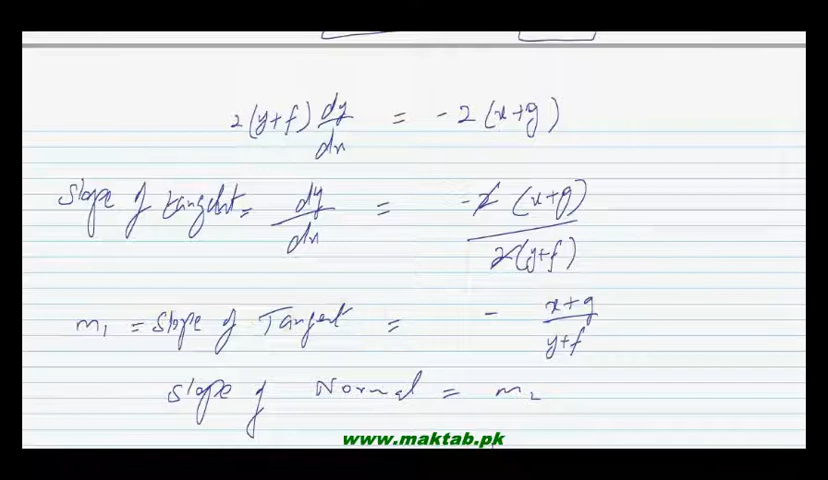 2(y+f) dy/dx = -2(x+g)
Slope of tangent = dy/dx = -2(x+g)/2(y+f)
m₁ = Slope of Tangent = - x+g/y+f
Slope of Normal = m₂
www.maktab.pk